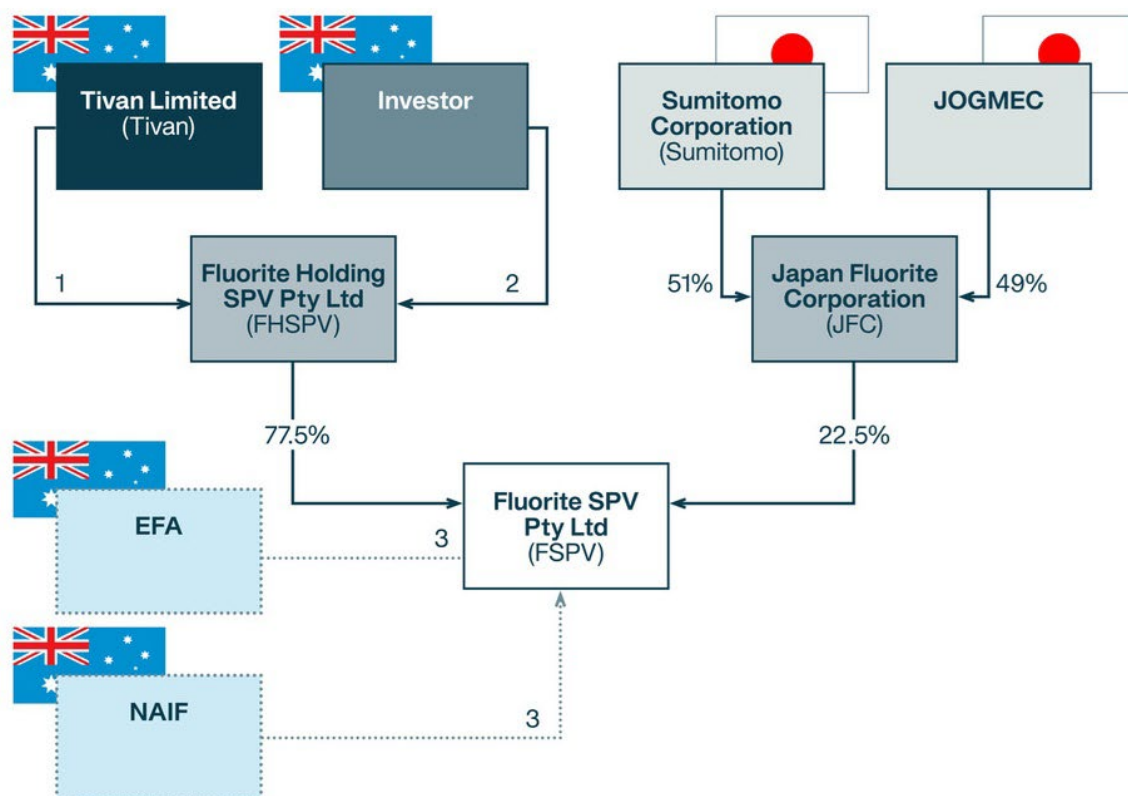 Tivan Limited
(Tivan)
Investor
Sumitomo
Corporation
(Sumitomo)
JOGMEC
1
Fluorite Holding
SPV Pty Ltd
(FHSPV)
2
51%
Japan Fluorite
Corporation
(JFC)
49%
77.5%
22.5%
EFA
3
Fluorite SPV
Pty Ltd
(FSPV)
NAIF
3